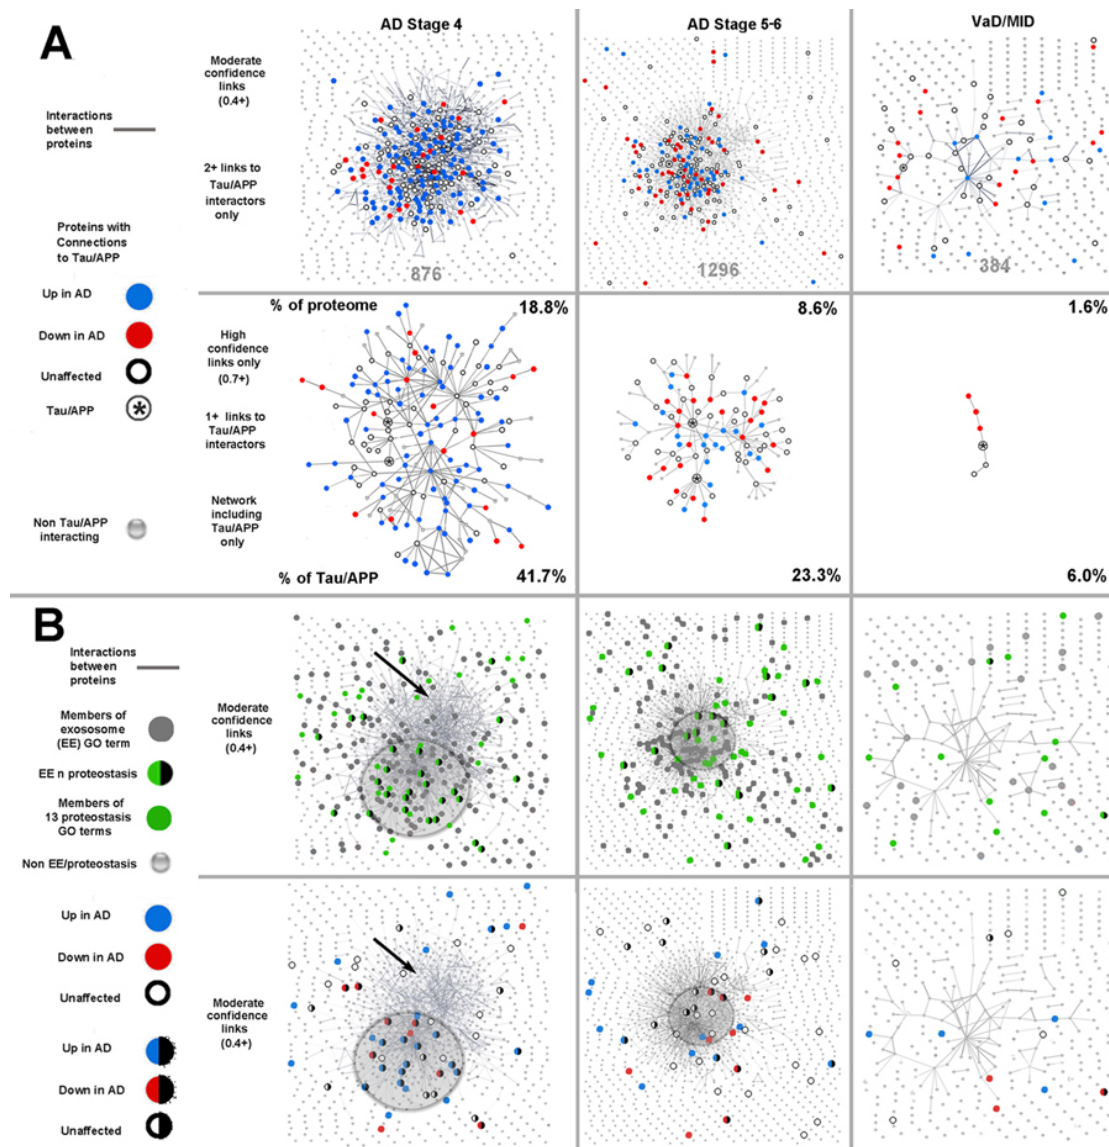 A
AD Stage 4
AD Stage 5-6
VaD/MID
Interactions
between
proteins
Proteins with
Connections
to Tau/APP
Up in AD
Down in AD
Unaffected
Tau/APP
*
Non Tau/APP
interacting
Moderate
confidence
links
(0.4+)
2+ links to
Tau/APP
interactors
only
876
1296
384
% of proteome
18.8%
8.6%
1.6%
High
confidence
links only
(0.7+)
1+ links to
Tau/APP
interactors
Network
including
Tau/APP
only
% of Tau/APP
41.7%
23.3%
6.0%
B
Interactions
between
proteins
Members of
exososome
(EE) GO term
EE n proteostasis
Members of
13 proteostasis
GO terms
Non EE/proteostasis
Up in AD
Down in AD
Unaffected
Up in AD
Down in AD
Unaffected
Moderate
confidence
links
(0.4+)
Moderate
confidence
links
(0.4+)